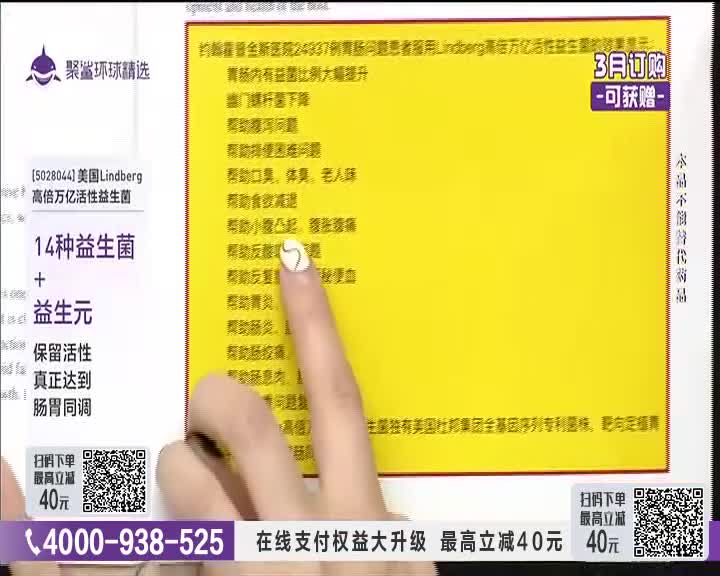 聚鲨环球精选
约翰霍普金斯医院24937例胃肠问题患者服用Lindberg高倍万亿活性益生菌的效果显示：
胃肠内有益菌比例大幅提升
幽门螺杆菌下降
帮助腹泻问题
帮助排便困难问题
帮助口臭、体臭、老人味
帮助食欲减退
帮助小腹凸起、腹胀腹痛
帮助反酸
帮助反复
秘便血
帮助胃炎、
帮助肠炎、
帮助肠绞痛、
帮助肠息肉、
生菌独有美国杜邦集团全基因序列专利菌株，靶向定植胃
3月订购
-可获赠-
本品不能替代药品
[5028044]美国Lindberg
高倍万亿活性益生菌
14种益生菌
+
益生元
保留活性
真正达到
肠胃同调
扫码下单
最高立减
40元
扫码下单
最高立减
40元
4000-938-525
在线支付权益大升级 最高立减40元